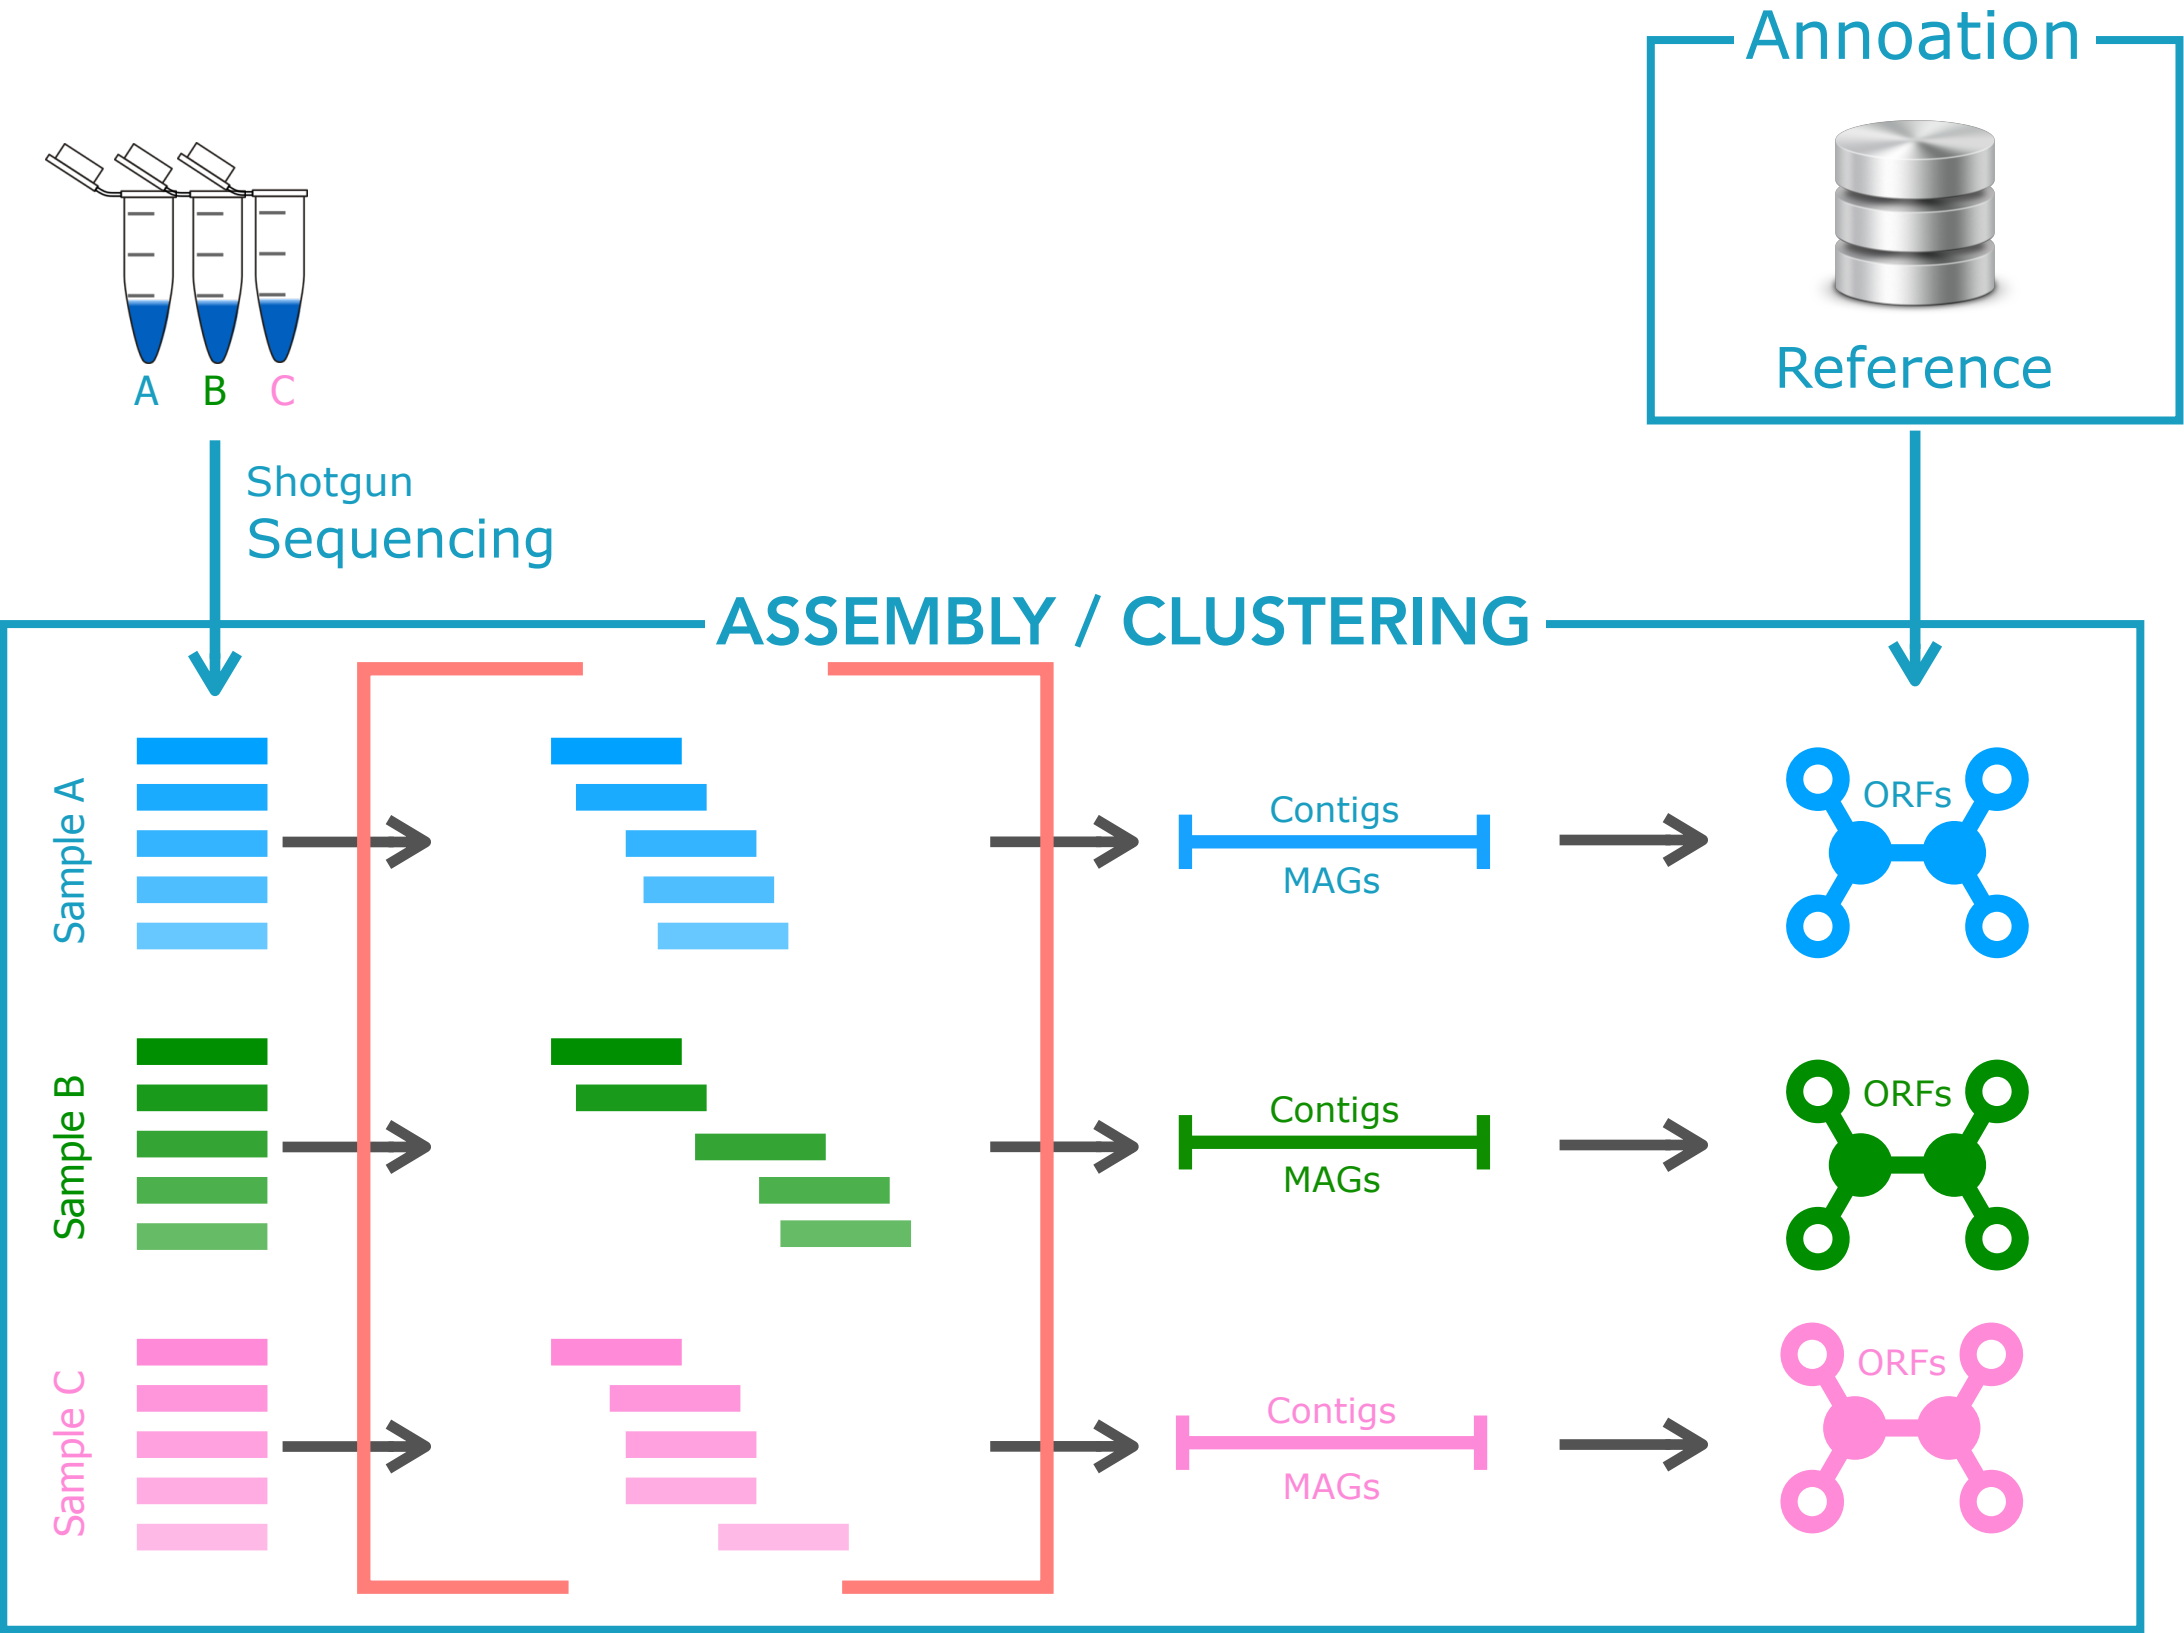 Annoation
Reference
A B C
Shotgun
Sequencing
ASSEMBLY / CLUSTERING
Sample A
Contigs
MAGs
ORFs
Sample B
Contigs
MAGs
ORFs
Sample C
Contigs
MAGs
ORFs